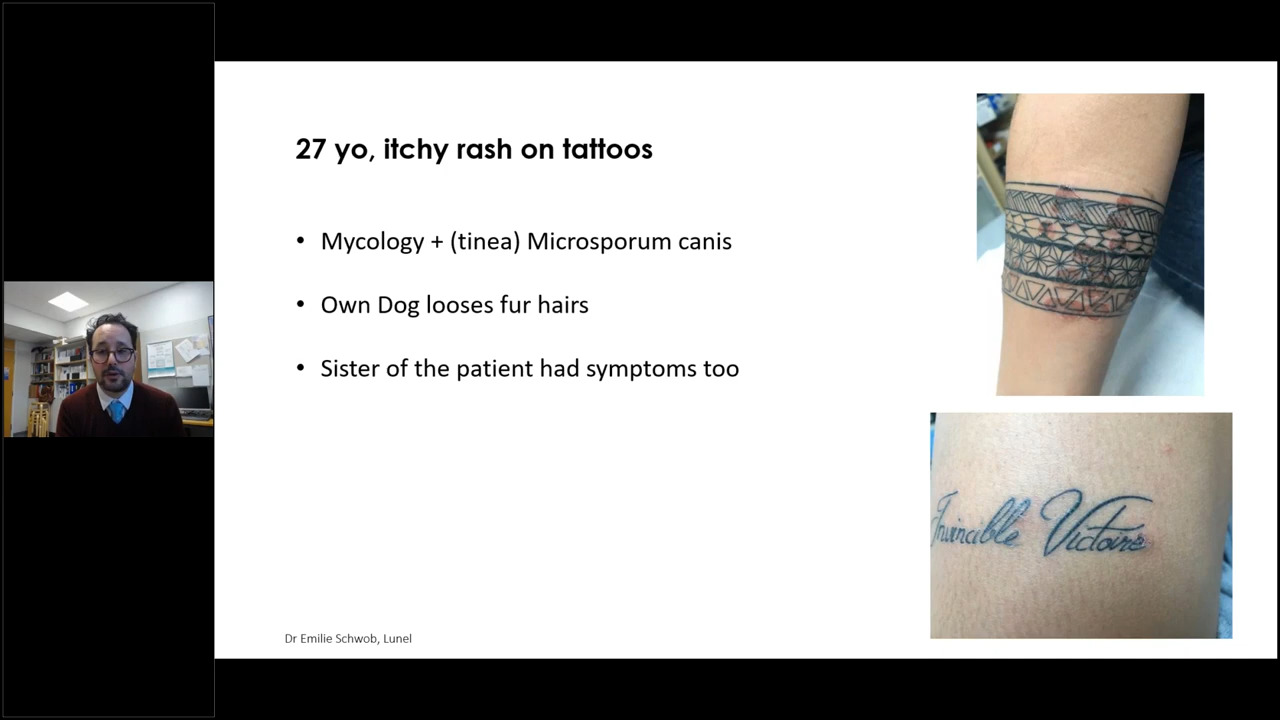 27 yo, itchy rash on tattoos
• Mycology + (tinea) Microsporum canis
• Own Dog looses fur hairs
• Sister of the patient had symptoms too
Invincible Victoire
Dr Emilie Schwob, Lunel